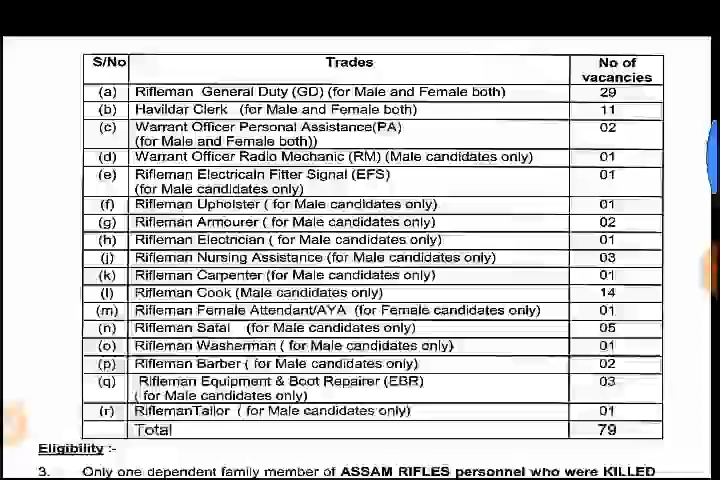 S/No Trades No of
vacancies
(a) Rifleman General Duty (GD) (for Male and Female both) 29
(b) Havildar Clerk (for Male and Female both) 11
(c) Warrant Officer Personal Assistance(PA) 02
(for Male and Female both))
(d) Warrant Officer Radio Mechanic (RM) (Male candidates only) 01
(e) Rifleman Electricaln Fitter Signal (EFS) 01
(for Male candidates only)
(f) Rifleman Upholster ( for Male candidates only) 01
(g) Rifleman Armourer ( for Male candidates only) 02
(h) Rifleman Electrician ( for Male candidates only) 01
(j) Rifleman Nursing Assistance (for Male candidates only) 03
(k) Rifleman Carpenter (for Male candidates only) 01
(l) Rifleman Cook (Male candidates only) 14
(m) Rifleman Female Attendant/AYA (for Female candidates only) 01
(n) Rifleman Safai (for Male candidates only) 05
(o) Rifleman Washerman ( for Male candidates only) 01
(p) Rifleman Barber ( for Male candidates only) 02
(q) Rifleman Equipment & Boot Repairer (EBR) 03
( for Male candidates only)
(r) RiflemanTailor ( for Male candidates only) 01
Total 79
Eligibility :-
3. Only one dependent family member of ASSAM RIFLES personnel who were KILLED